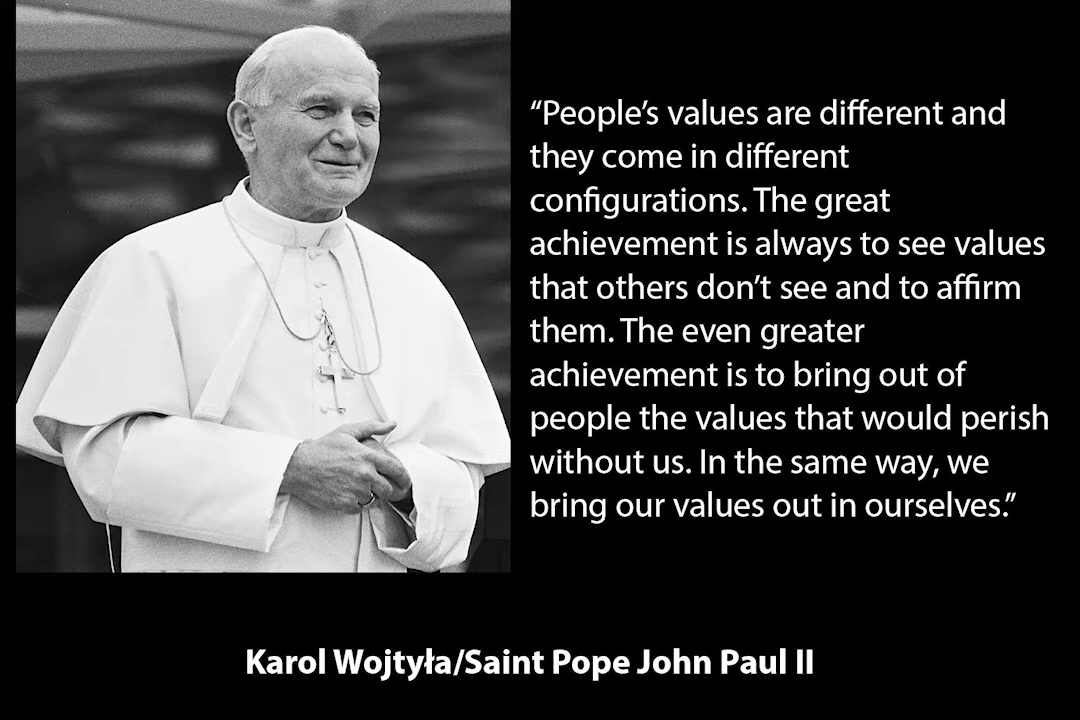 “People’s values are different and
they come in different
configurations. The great
achievement is always to see values
that others don’t see and to affirm
them. The even greater
achievement is to bring out of
people the values that would perish
without us. In the same way, we
bring our values out in ourselves.”
Karol Wojtyła/Saint Pope John Paul II